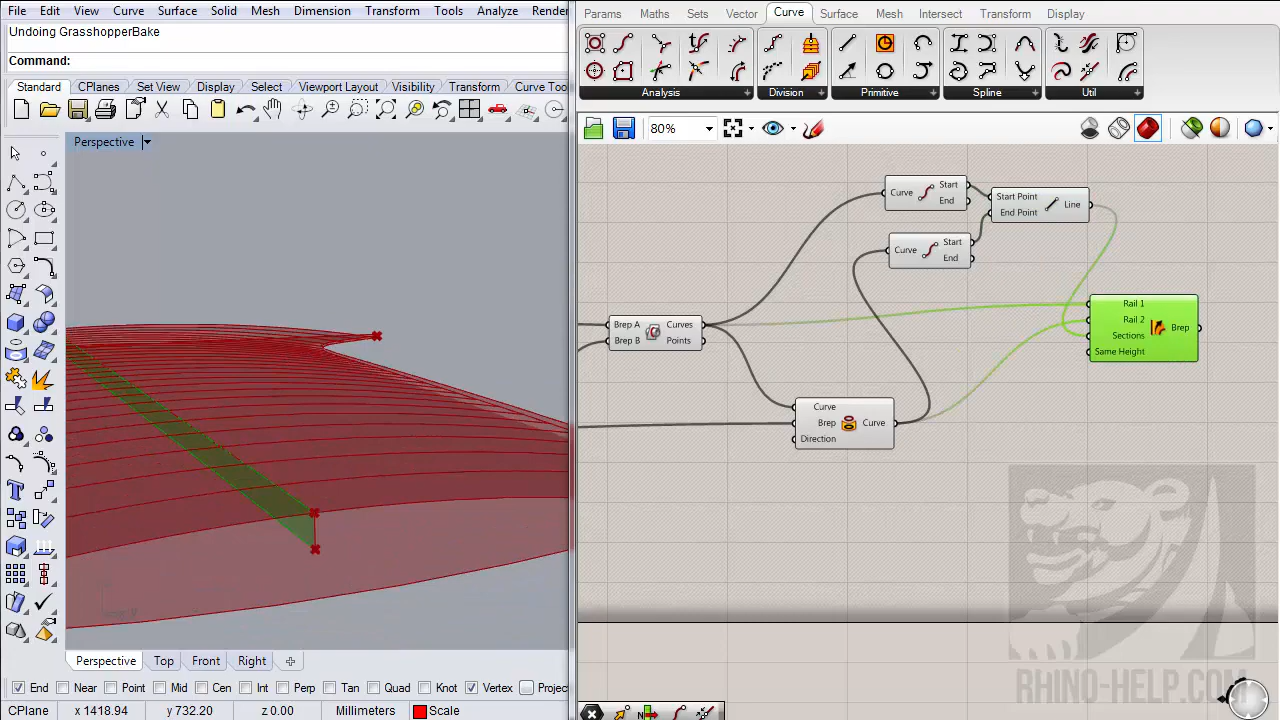 File Edit View Curve Surface Solid Mesh Dimension Transform Tools Analyze Render
Undoing GrasshopperBake
Command:
Standard CPlanes Set View Display Select Viewport Layout Visibility Transform Curve Too
Perspective
Perspective Top Front Right
End Near Point Mid Cen Int Perp Tan Quad Knot Vertex Project
CPlane x 1418.94 y 732.20 z 0.00 Millimeters Scale
Params Maths Sets Vector Curve Surface Mesh Intersect Transform Display
Analysis Division Primitive Spline Util
80%
Curve Start
End
Start Point Line
End Point
Curve Start
End
Brep A Curves
Brep B Points
Rail 1
Rail 2 Brep
Sections
Same Height
Curve
Brep Curve
Direction
RHINO-HELP.COM